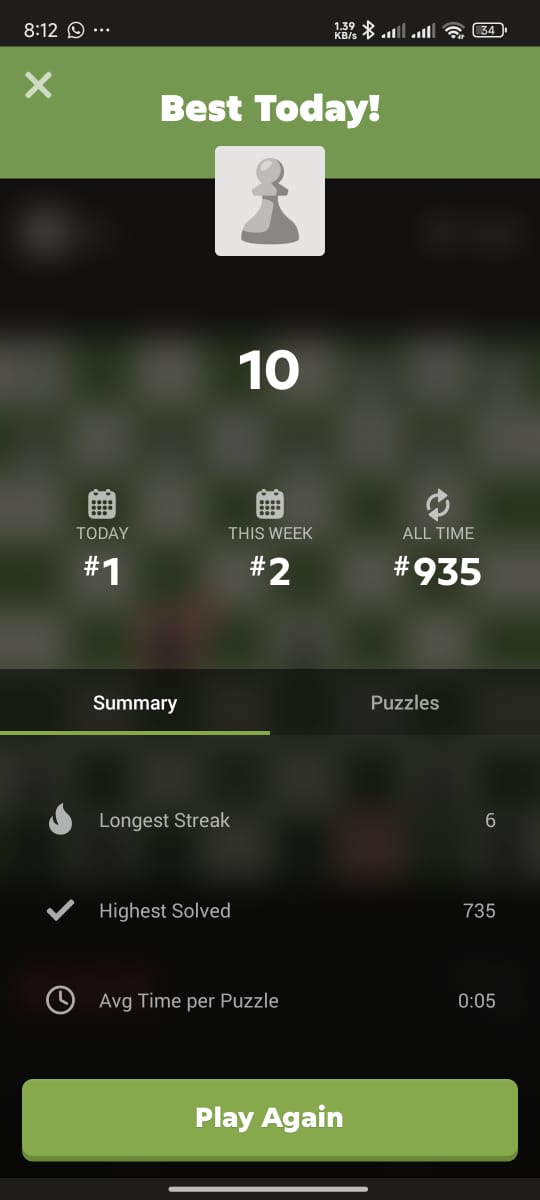 8:12 ... 1.39 KB/s 34
Best Today!
10
TODAY THIS WEEK ALL TIME
#1 #2 #935
Summary Puzzles
Longest Streak 6
Highest Solved 735
Avg Time per Puzzle 0:05
Play Again